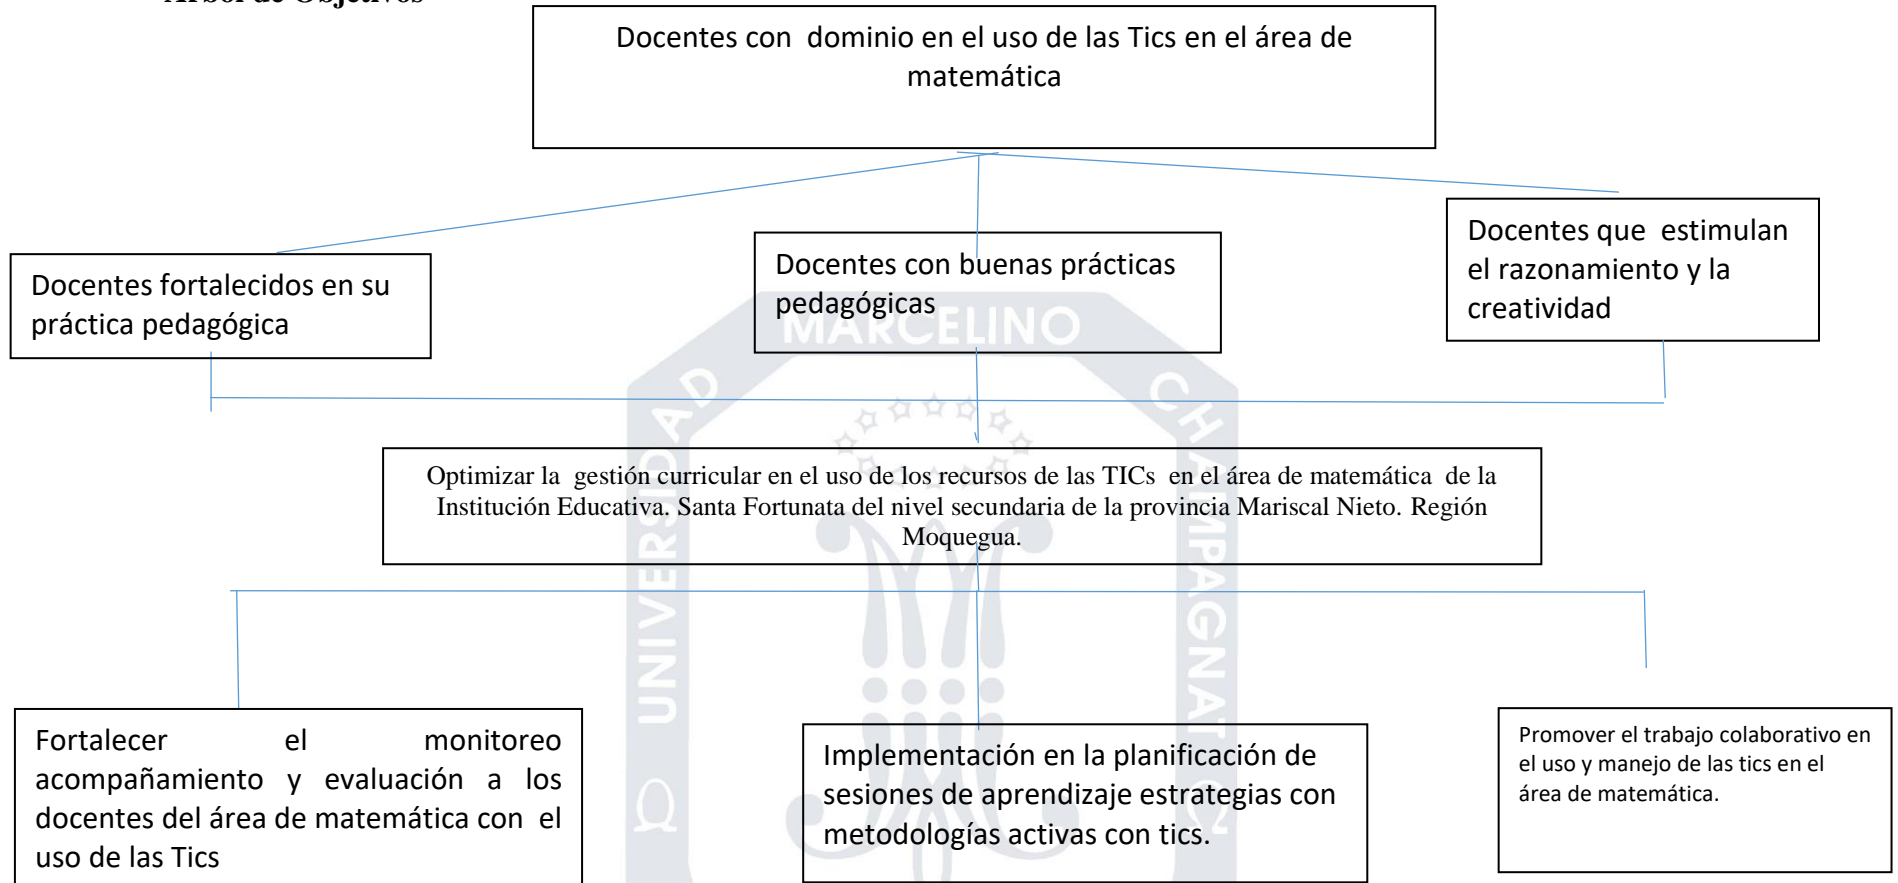 Árbol de Objetivos
Docentes con dominio en el uso de las Tics en el área de
matemática
Docentes fortalecidos en su
práctica pedagógica
Docentes con buenas prácticas
pedagógicas
Docentes que estimulan
el razonamiento y la
creatividad
Optimizar la gestión curricular en el uso de los recursos de las TICs en el área de matemática de la
Institución Educativa. Santa Fortunata del nivel secundaria de la provincia Mariscal Nieto. Región
Moquegua.
Fortalecer el monitoreo
acompañamiento y evaluación a los
docentes del área de matemática con el
uso de las Tics
Implementación en la planificación de
sesiones de aprendizaje estrategias con
metodologías activas con tics.
Promover el trabajo colaborativo en
el uso y manejo de las tics en el
área de matemática.
UNIVERSIDAD
MARCELINO
CHAMPAGNAT